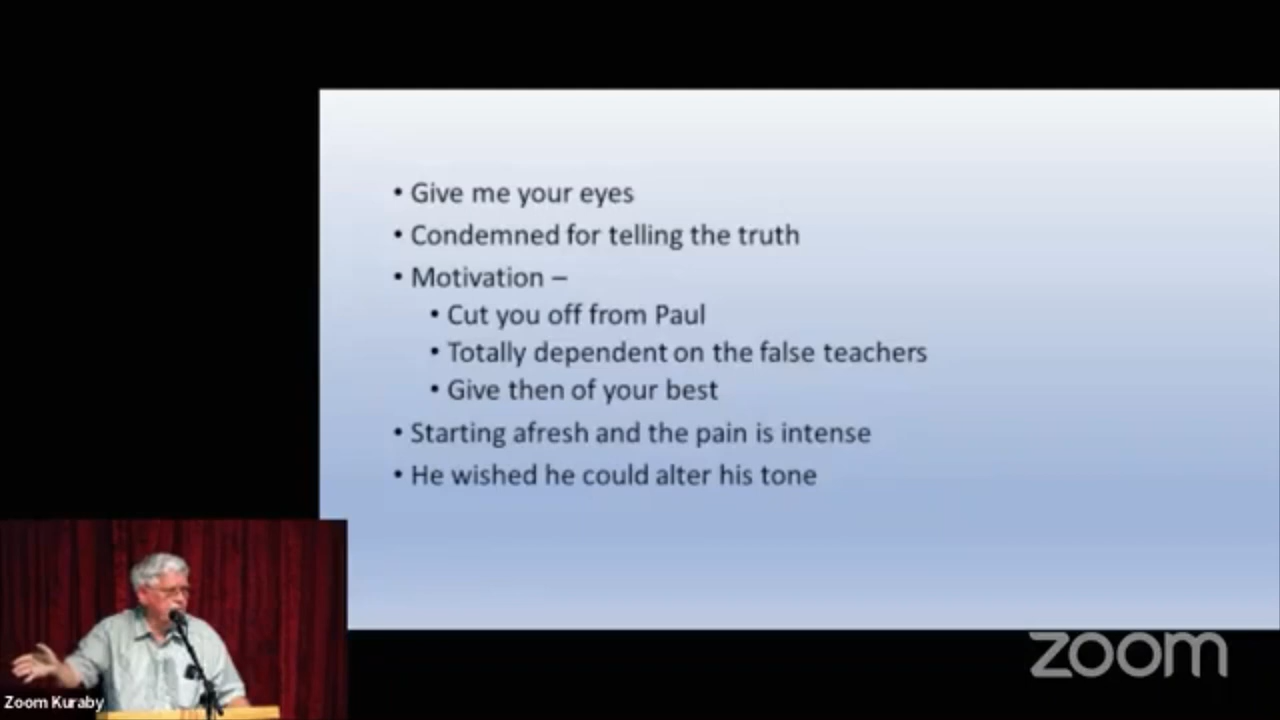 • Give me your eyes
• Condemned for telling the truth
• Motivation –
• Cut you off from Paul
• Totally dependent on the false teachers
• Give then of your best
• Starting afresh and the pain is intense
• He wished he could alter his tone
Zoom Kuraby
zoom